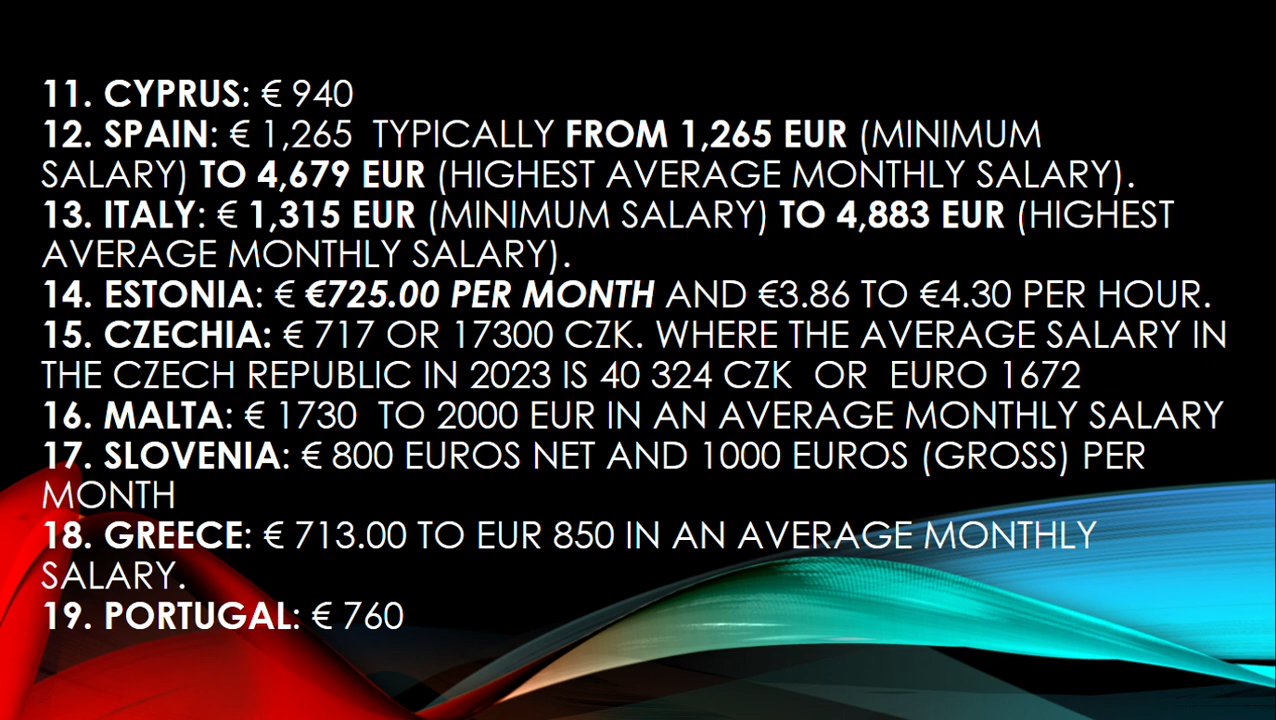 11. CYPRUS: € 940
12. SPAIN: € 1,265 TYPICALLY FROM 1,265 EUR (MINIMUM
SALARY) TO 4,679 EUR (HIGHEST AVERAGE MONTHLY SALARY).
13. ITALY: € 1,315 EUR (MINIMUM SALARY) TO 4,883 EUR (HIGHEST
AVERAGE MONTHLY SALARY).
14. ESTONIA: € €725.00 PER MONTH AND €3.86 TO €4.30 PER HOUR.
15. CZECHIA: € 717 OR 17300 CZK. WHERE THE AVERAGE SALARY IN
THE CZECH REPUBLIC IN 2023 IS 40 324 CZK OR EURO 1672
16. MALTA: € 1730 TO 2000 EUR IN AN AVERAGE MONTHLY SALARY
17. SLOVENIA: € 800 EUROS NET AND 1000 EUROS (GROSS) PER
MONTH
18. GREECE: € 713.00 TO EUR 850 IN AN AVERAGE MONTHLY
SALARY.
19. PORTUGAL: € 760